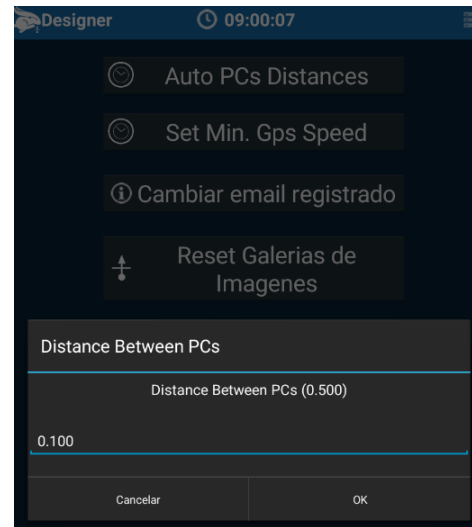 Designer 09:00:07
Auto PCs Distances
Set Min. Gps Speed
Cambiar email registrado
Reset Galerias de
Imagenes
Distance Between PCs
Distance Between PCs (0.500)
0.100
Cancelar OK